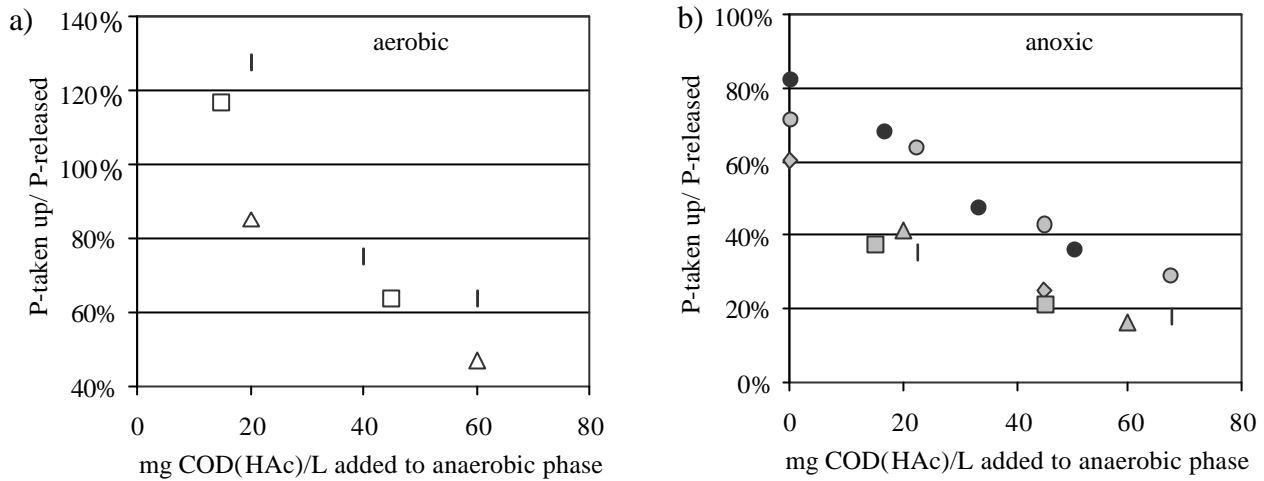 a)
aerobic
P-taken up/ P-released
140%
120%
100%
80%
60%
40%
0
20
40
60
80
mg COD(HAc)/L added to anaerobic phase
b)
anoxic
P-taken up/ P-released
100%
80%
60%
40%
20%
0%
0
20
40
60
80
mg COD(HAc)/L added to anaerobic phase